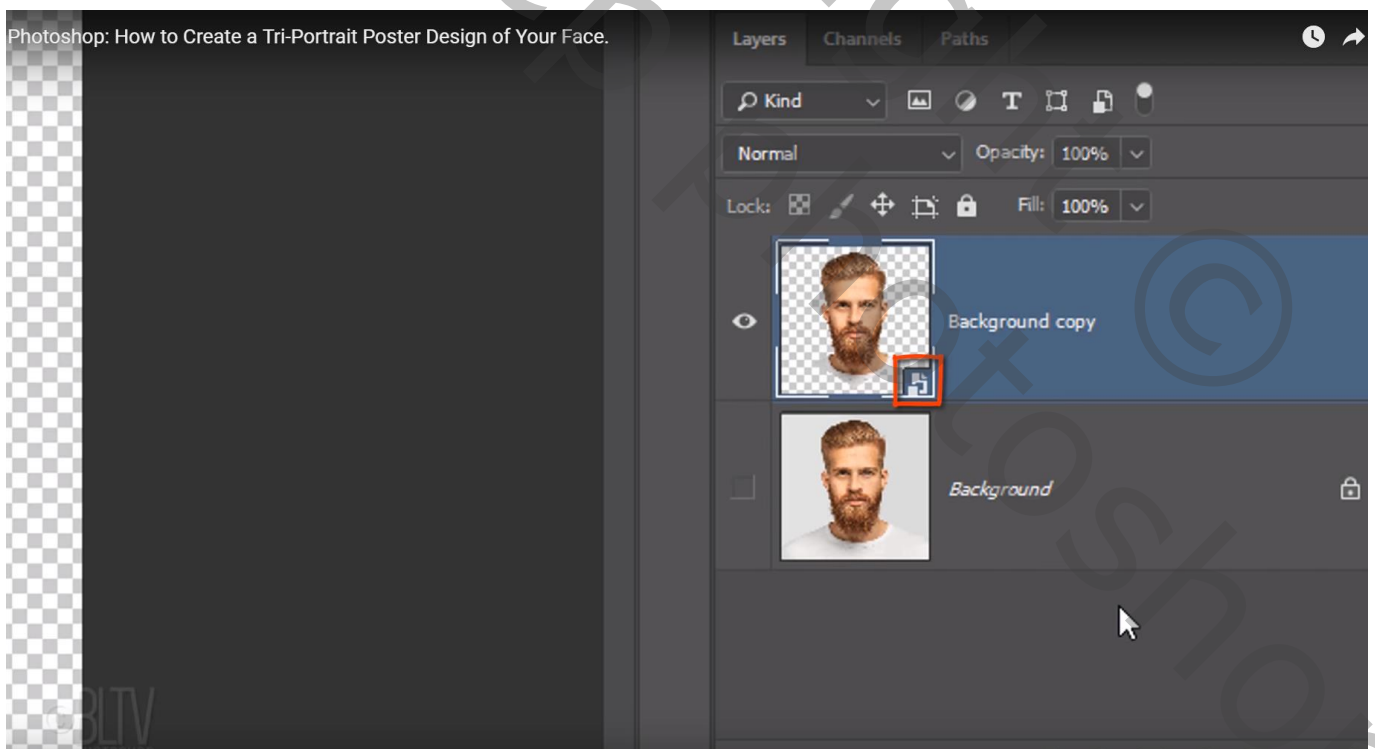 Photoshop: How to Create a Tri-Portrait Poster Design of Your Face.
Layers Channels Paths
Kind
Normal Opacity: 100%
Lock: Fill: 100%
Background copy
Background
©BLTV
©
photoshop